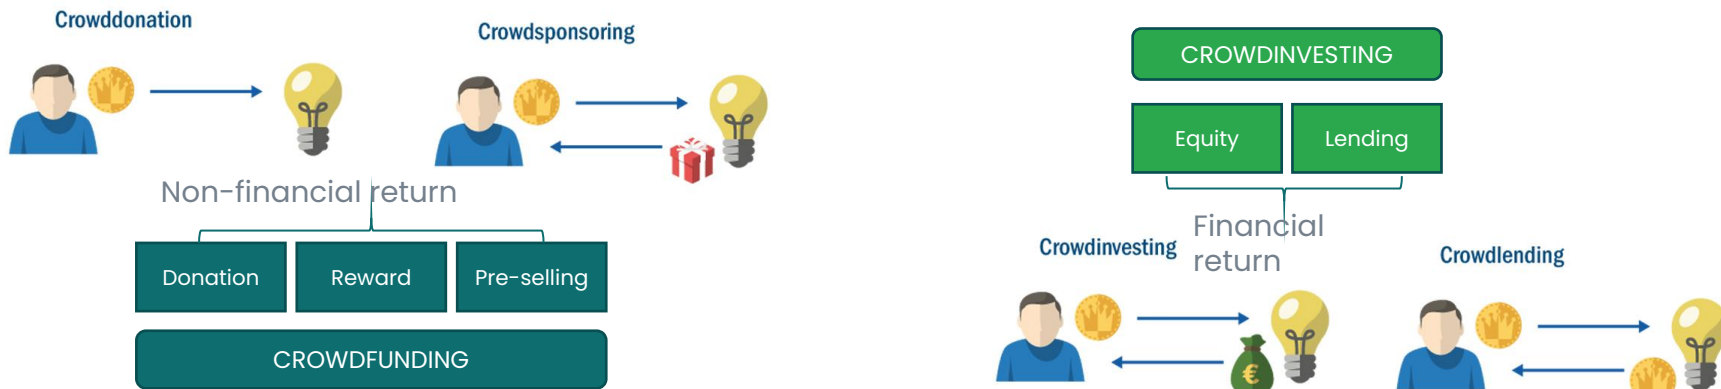 Crowddonation
Crowdsponsoring
Non-financial return
Donation
Reward
Pre-selling
CROWDFUNDING
CROWDINVESTING
Equity
Lending
Financial
return
Crowdinvesting
Crowdlending
€